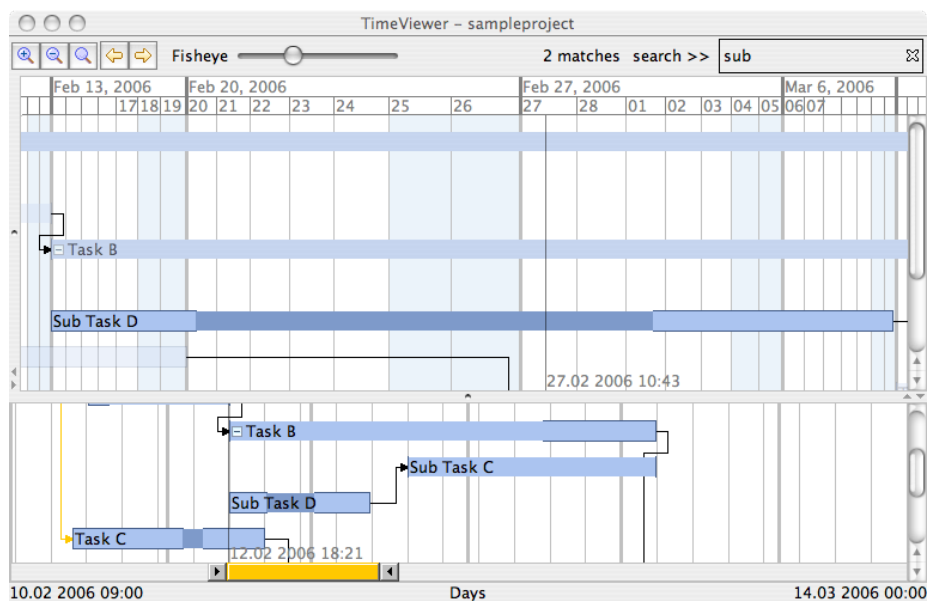 TimeViewer – sampleproject
Fisheye 2 matches search >> sub
Feb 13, 2006 Feb 20, 2006 Feb 27, 2006 Mar 6, 2006
17 18 19 20 21 22 23 24 25 26 27 28 01 02 03 04 05 06 07
Task B
Sub Task D
27.02 2006 10:43
Task B
Sub Task C
Sub Task D
Task C
12.02 2006 18:21
10.02 2006 09:00 Days 14.03 2006 00:00